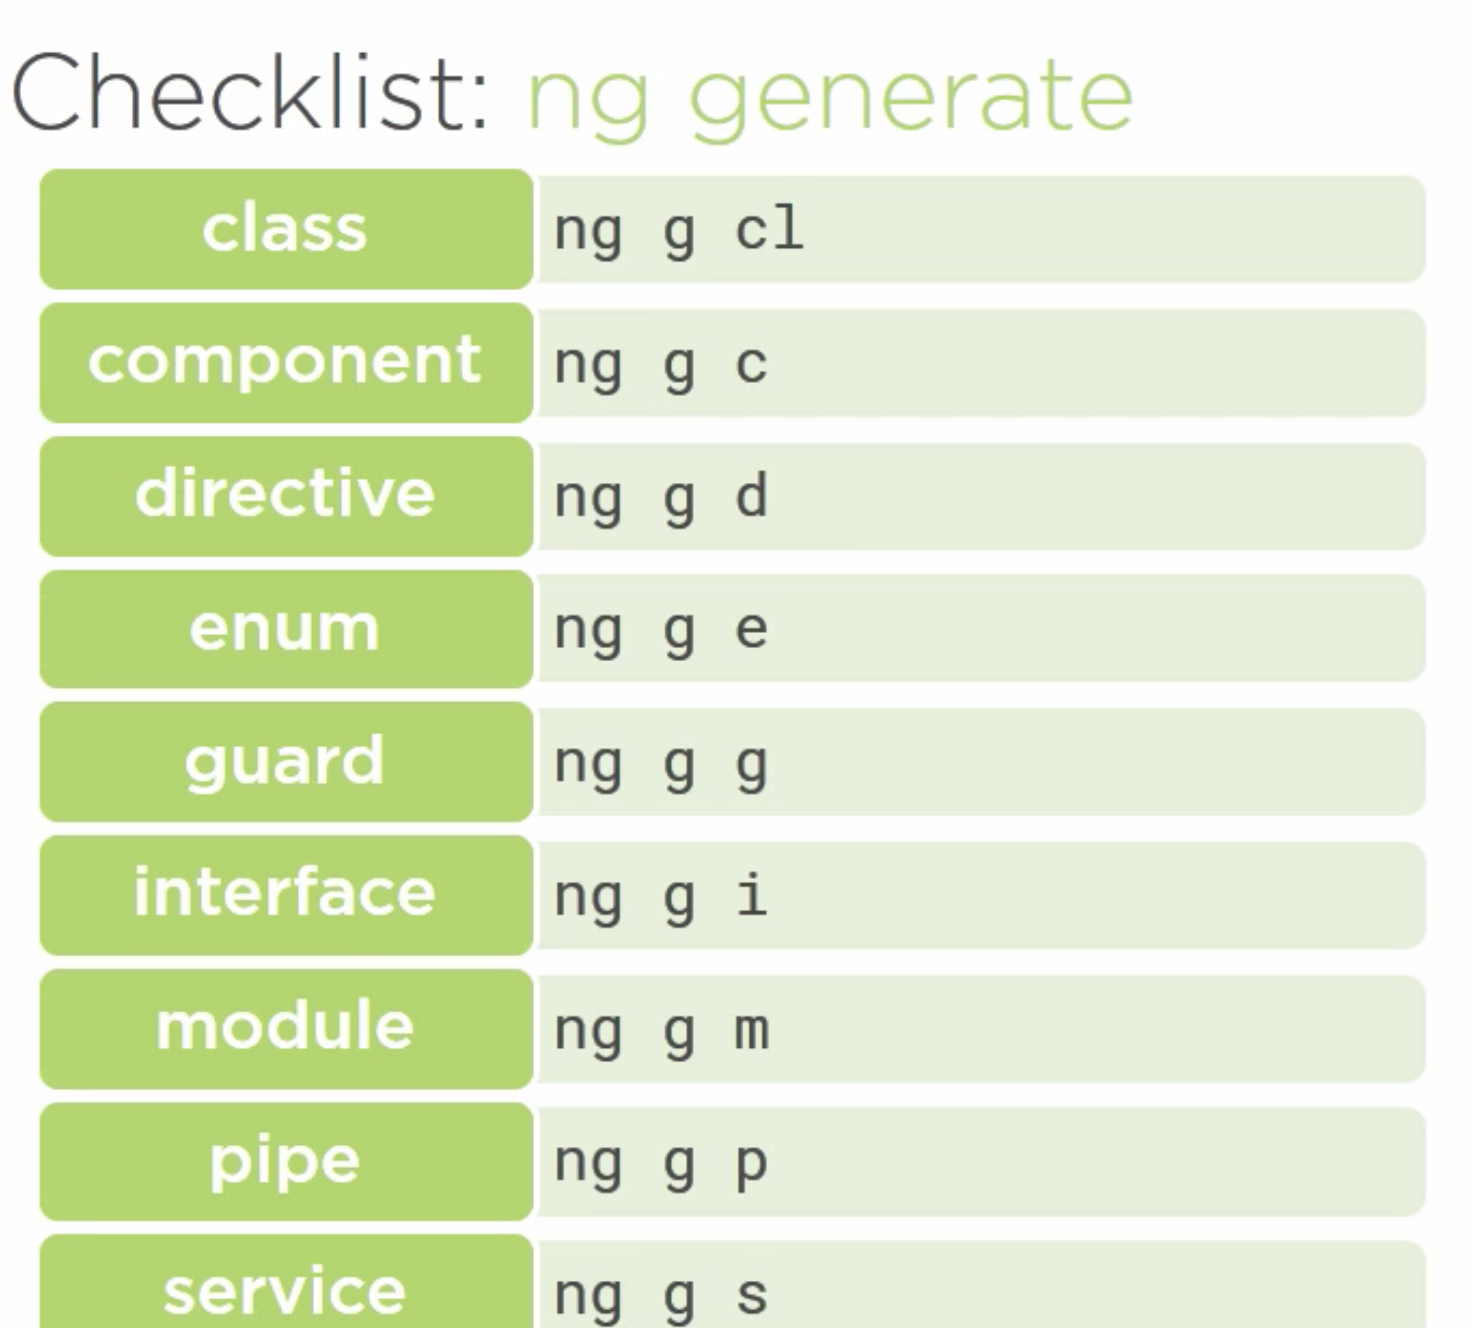 Checklist: ng generate
class ng g cl
component ng g c
directive ng g d
enum ng g e
guard ng g g
interface ng g i
module ng g m
pipe ng g p
service ng g s